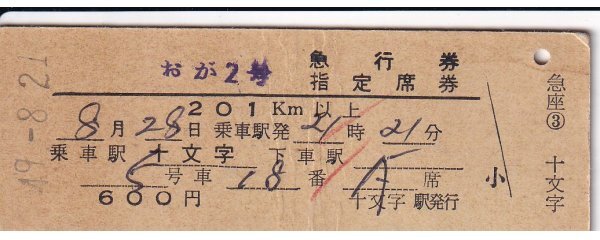 49.-8.21
おが2号
急行券
指定席券
201Km以上
8月28日乗車駅発21時21分
乗車駅 十文字 下車駅
5号車 18番 A席
600円 十文字駅発行
小
急座③ 十文字